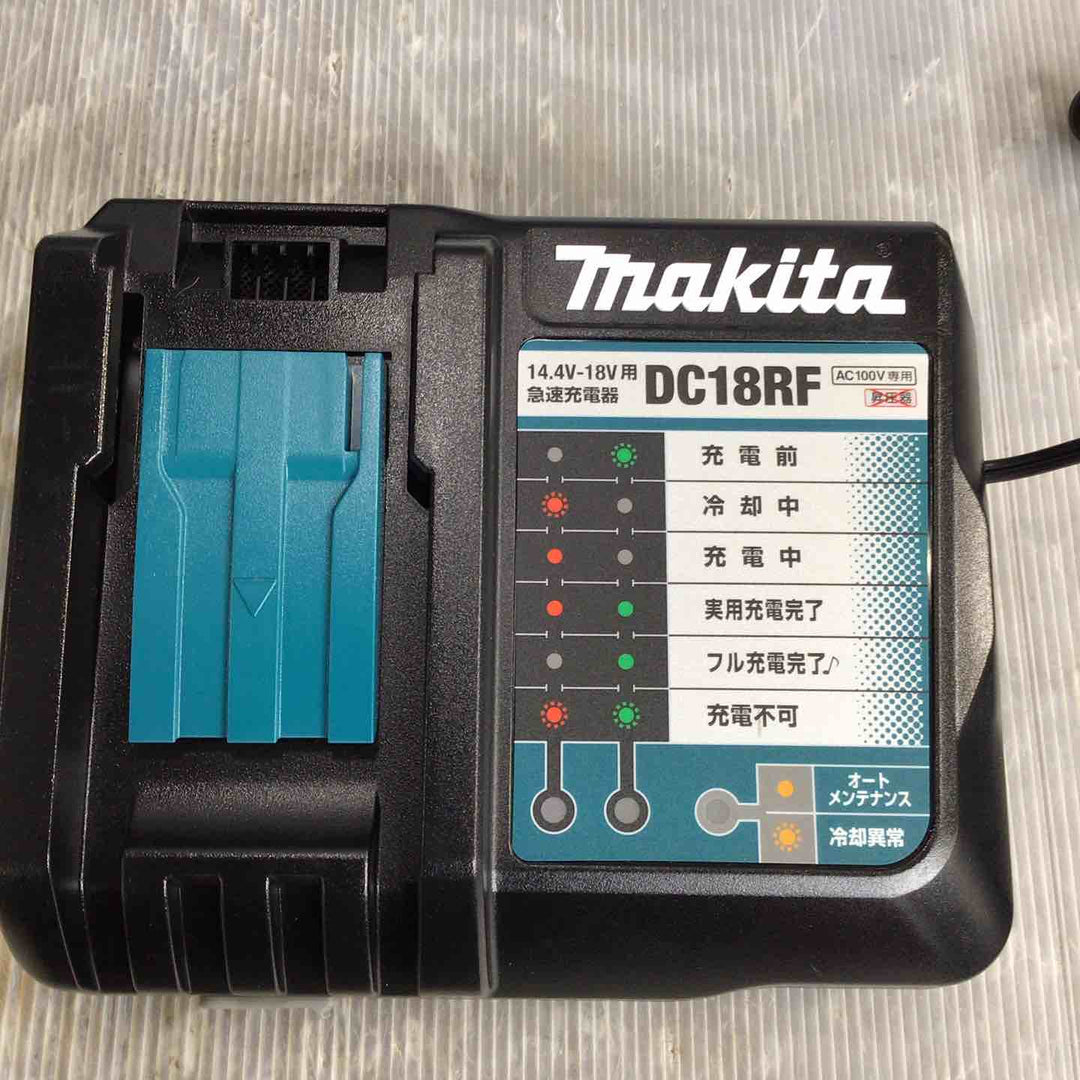 makita
14.4V-18V用
急速充電器
DC18RF
AC100V専用
昇圧器
充電前
冷却中
充電中
実用充電完了
フル充電完了♪
充電不可
オート
メンテナンス
冷却異常